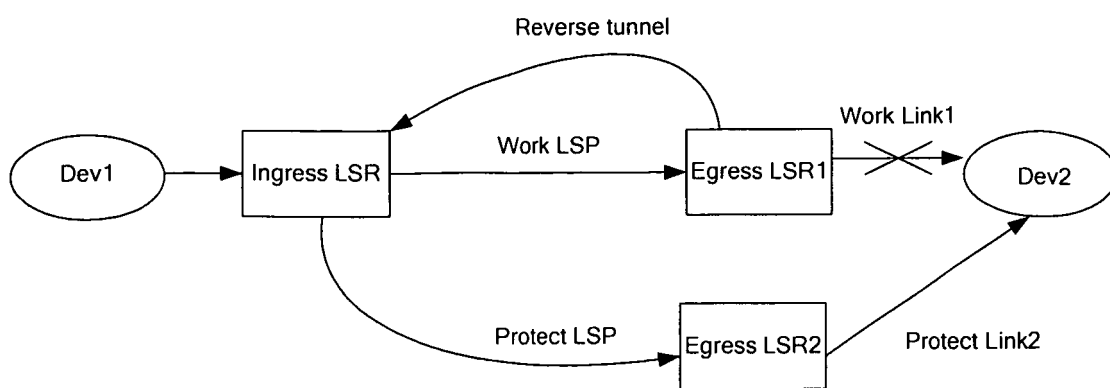 Reverse tunnel
Work Link1
Work LSP
Dev1
Ingress LSR
Egress LSR1
Dev2
Protect LSP
Egress LSR2
Protect Link2